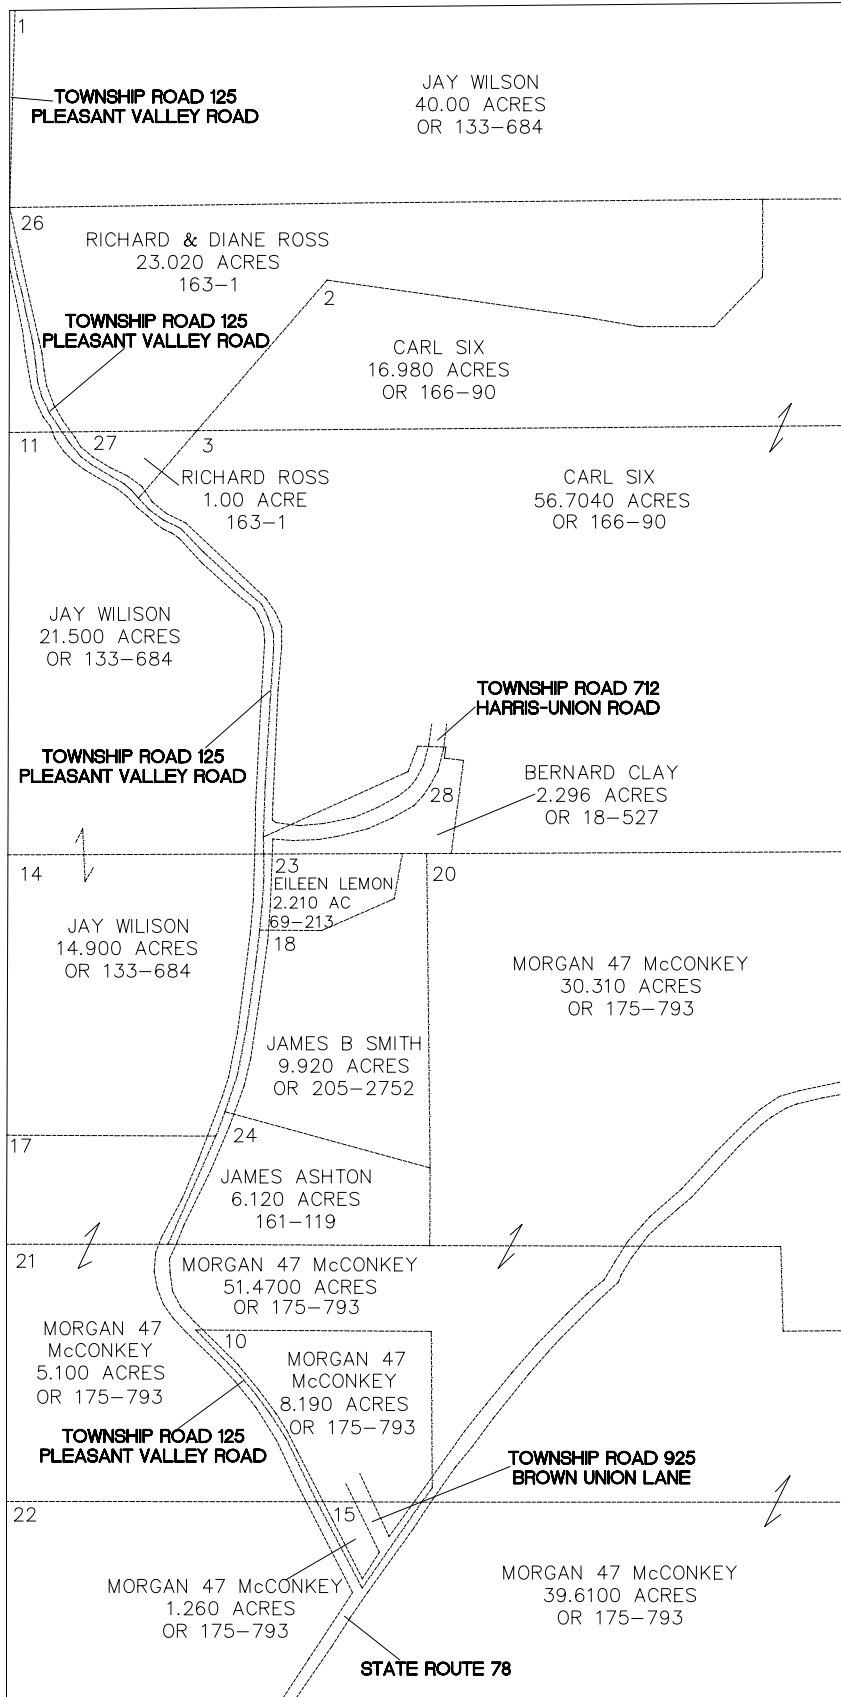 1
JAY WILSON
40.00 ACRES
OR 133-684
TOWNSHIP ROAD 125
PLEASANT VALLEY ROAD
26
RICHARD & DIANE ROSS
23.020 ACRES
163-1
2
TOWNSHIP ROAD 125
PLEASANT VALLEY ROAD
CARL SIX
16.980 ACRES
OR 166-90
11
27
3
RICHARD ROSS
1.00 ACRE
163-1
CARL SIX
56.7040 ACRES
OR 166-90
JAY WILISON
21.500 ACRES
OR 133-684
TOWNSHIP ROAD 712
HARRIS-UNION ROAD
TOWNSHIP ROAD 125
PLEASANT VALLEY ROAD
28
BERNARD CLAY
2.296 ACRES
OR 18-527
14
23
20
EILEEN LEMON
2.210 AC
69-213
18
JAY WILISON
14.900 ACRES
OR 133-684
MORGAN 47 McCONKEY
30.310 ACRES
OR 175-793
JAMES B SMITH
9.920 ACRES
OR 205-2752
17
24
JAMES ASHTON
6.120 ACRES
161-119
21
MORGAN 47 McCONKEY
51.4700 ACRES
OR 175-793
MORGAN 47
McCONKEY
5.100 ACRES
OR 175-793
10
MORGAN 47
McCONKEY
8.190 ACRES
OR 175-793
TOWNSHIP ROAD 125
PLEASANT VALLEY ROAD
TOWNSHIP ROAD 925
BROWN UNION LANE
22
15
MORGAN 47 McCONKEY
1.260 ACRES
OR 175-793
MORGAN 47 McCONKEY
39.6100 ACRES
OR 175-793
STATE ROUTE 78